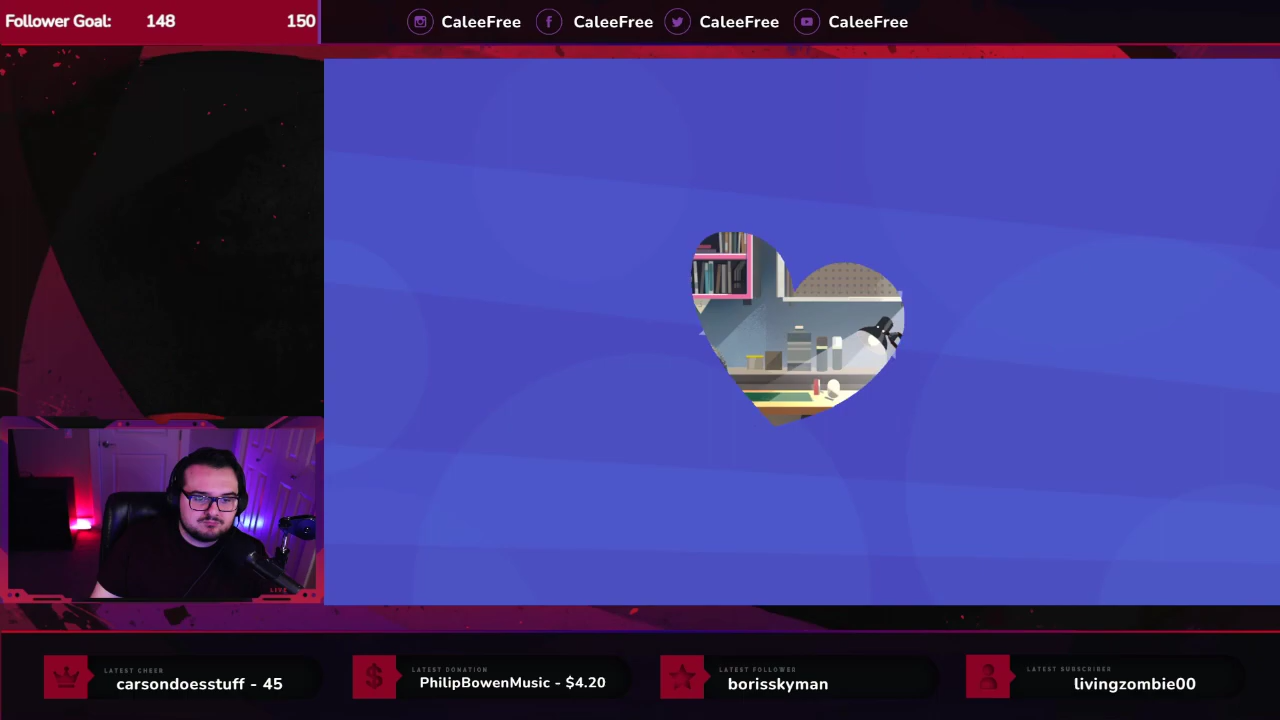 Follower Goal: 148 150
CaleeFree CaleeFree CaleeFree CaleeFree
LIVE
LATEST CHEER
carsondoesstuff - 45
LATEST DONATION
PhilipBowenMusic - $4.20
LATEST FOLLOWER
borisskyman
LATEST SUBSCRIBER
livingzombie00